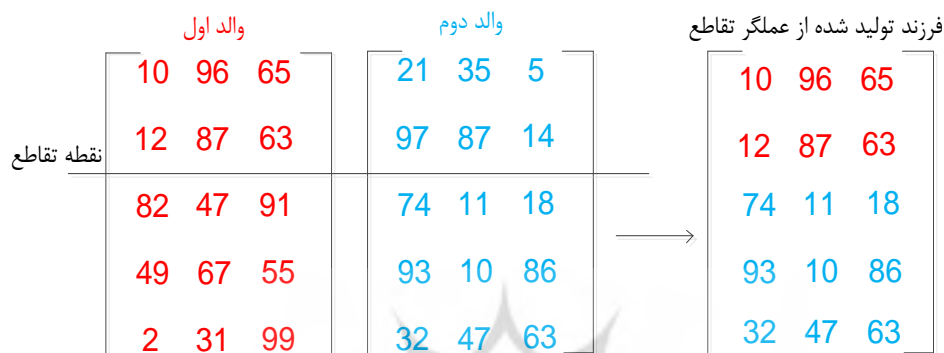 والد اول
والد دوم
فرزند تولید شده از عملگر تقاطع
نقطه تقاطع
10 96 65
12 87 63
82 47 91
49 67 55
2 31 99
21 35 5
97 87 14
74 11 18
93 10 86
32 47 63
10 96 65
12 87 63
74 11 18
93 10 86
32 47 63